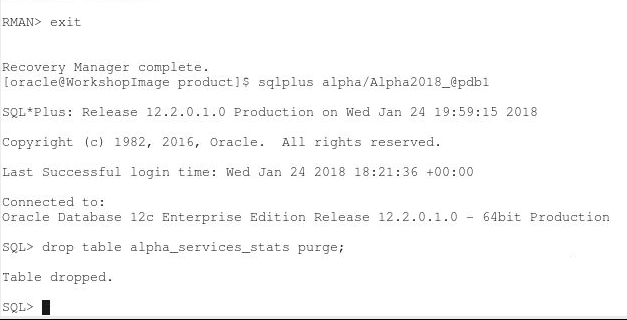 RMAN> exit
Recovery Manager complete.
[oracle@WorkshopImage product]$ sqlplus alpha/Alpha2018_@pdb1
SQL*Plus: Release 12.2.0.1.0 Production on Wed Jan 24 19:59:15 2018
Copyright (c) 1982, 2016, Oracle.  All rights reserved.
Last Successful login time: Wed Jan 24 2018 18:21:36 +00:00
Connected to:
Oracle Database 12c Enterprise Edition Release 12.2.0.1.0 - 64bit Production
SQL> drop table alpha_services_stats purge;
Table dropped.
SQL>